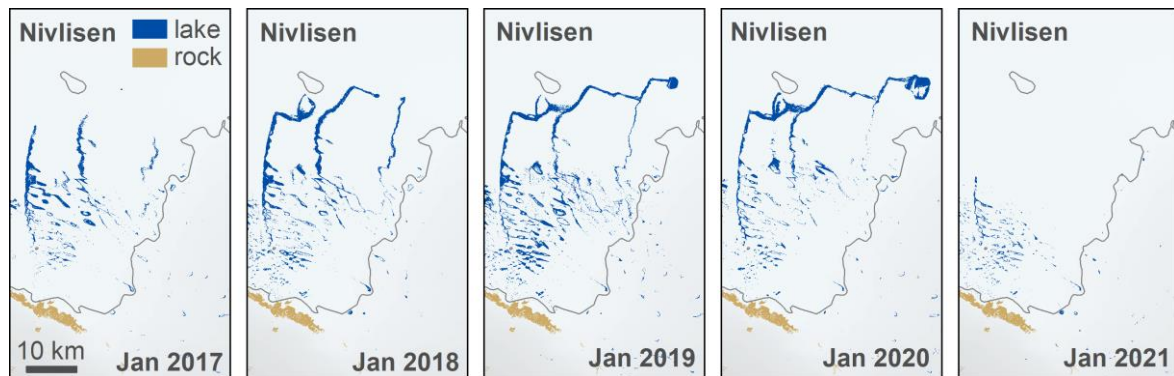 Nivlisen
lake
rock
10 km
Jan 2017
Nivlisen
Jan 2018
Nivlisen
Jan 2019
Nivlisen
Jan 2020
Nivlisen
Jan 2021